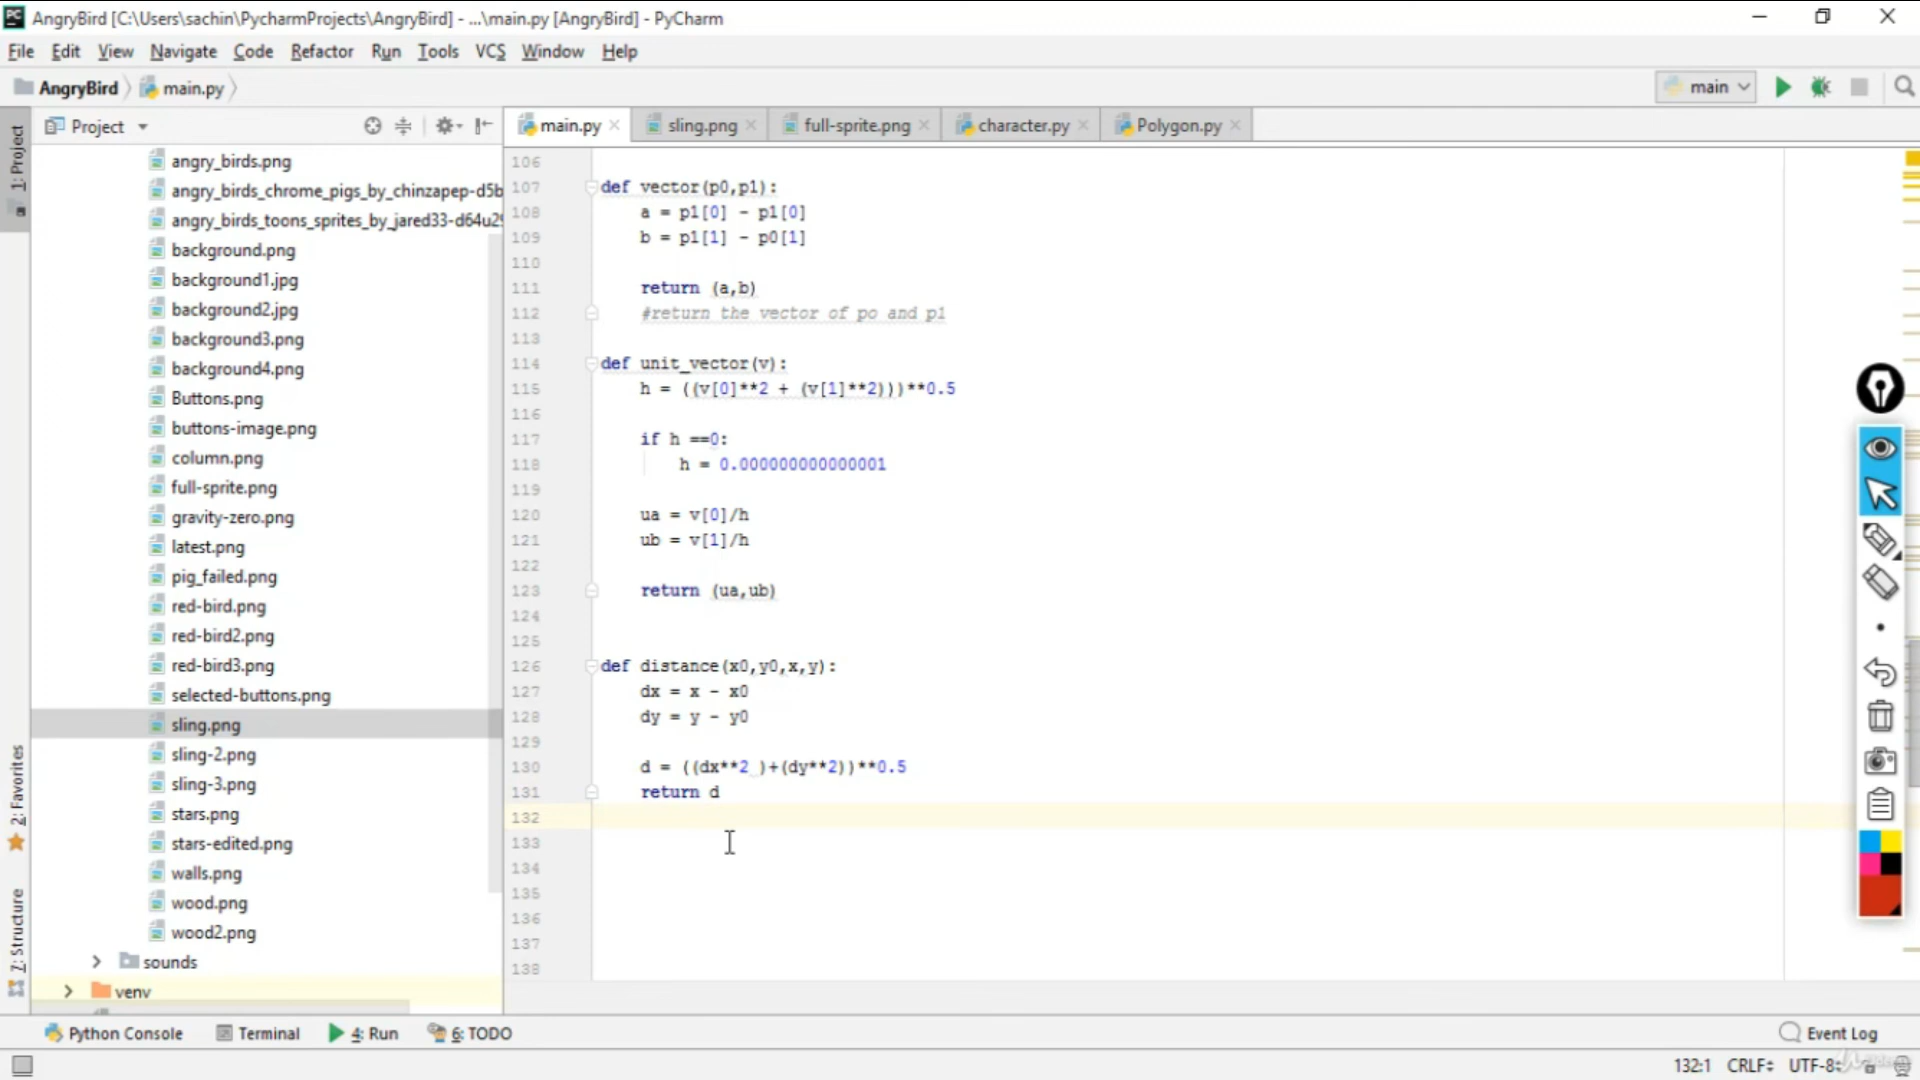 AngryBird [C:\Users\sachin\PycharmProjects\AngryBird] - ...\main.py [AngryBird] - PyCharm
File Edit View Navigate Code Refactor Run Tools VCS Window Help
AngryBird main.py main
1: Project
Project
main.py sling.png full-sprite.png character.py Polygon.py
angry_birds.png
angry_birds_chrome_pigs_by_chinzapep-d5b
angry_birds_toons_sprites_by_jared33-d64u29
background.png
background1.jpg
background2.jpg
background3.png
background4.png
Buttons.png
buttons-image.png
column.png
full-sprite.png
gravity-zero.png
latest.png
pig_failed.png
red-bird.png
red-bird2.png
red-bird3.png
selected-buttons.png
sling.png
sling-2.png
sling-3.png
stars.png
stars-edited.png
walls.png
wood.png
wood2.png
sounds
venv
2: Favorites
7: Structure
106
107 def vector(p0,p1):
108 a = p1[0] - p1[0]
109 b = p1[1] - p0[1]
110
111 return (a,b)
112 #return the vector of po and p1
113
114 def unit_vector(v):
115 h = ((v[0]**2 + (v[1]**2)))**0.5
116
117 if h ==0:
118 h = 0.000000000000001
119
120 ua = v[0]/h
121 ub = v[1]/h
122
123 return (ua,ub)
124
125
126 def distance(x0,y0,x,y):
127 dx = x - x0
128 dy = y - y0
129
130 d = ((dx**2 )+(dy**2))**0.5
131 return d
132
133
134
135
136
137
138
Python Console Terminal 4: Run 6: TODO Event Log
132:1 CRLF UTF-8